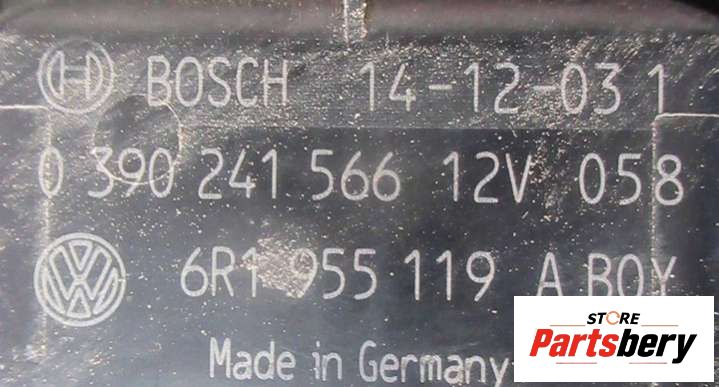 BOSCH 14-12-03 1
0 390 241 566 12V 058
VW 6R1 955 119 A BOY
Made in Germany
STORE
Partsbery